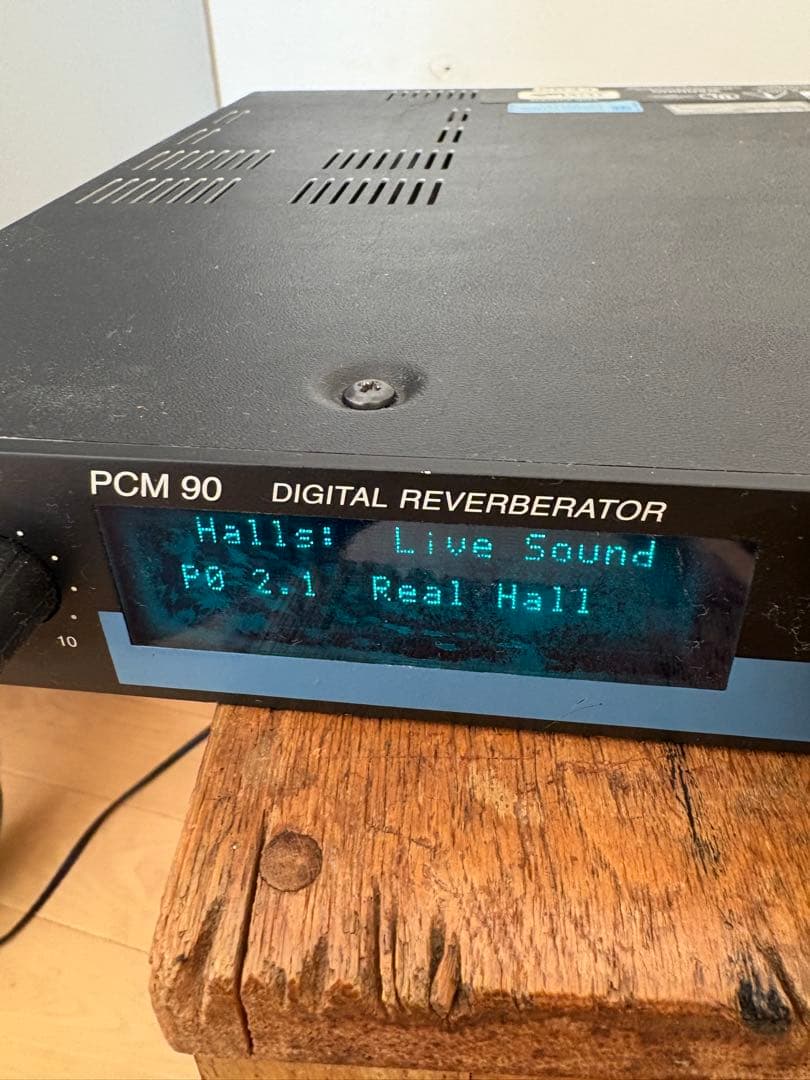 PCM 90 DIGITAL REVERBERATOR
Halls: Live Sound
P0 2.1 Real Hall
10